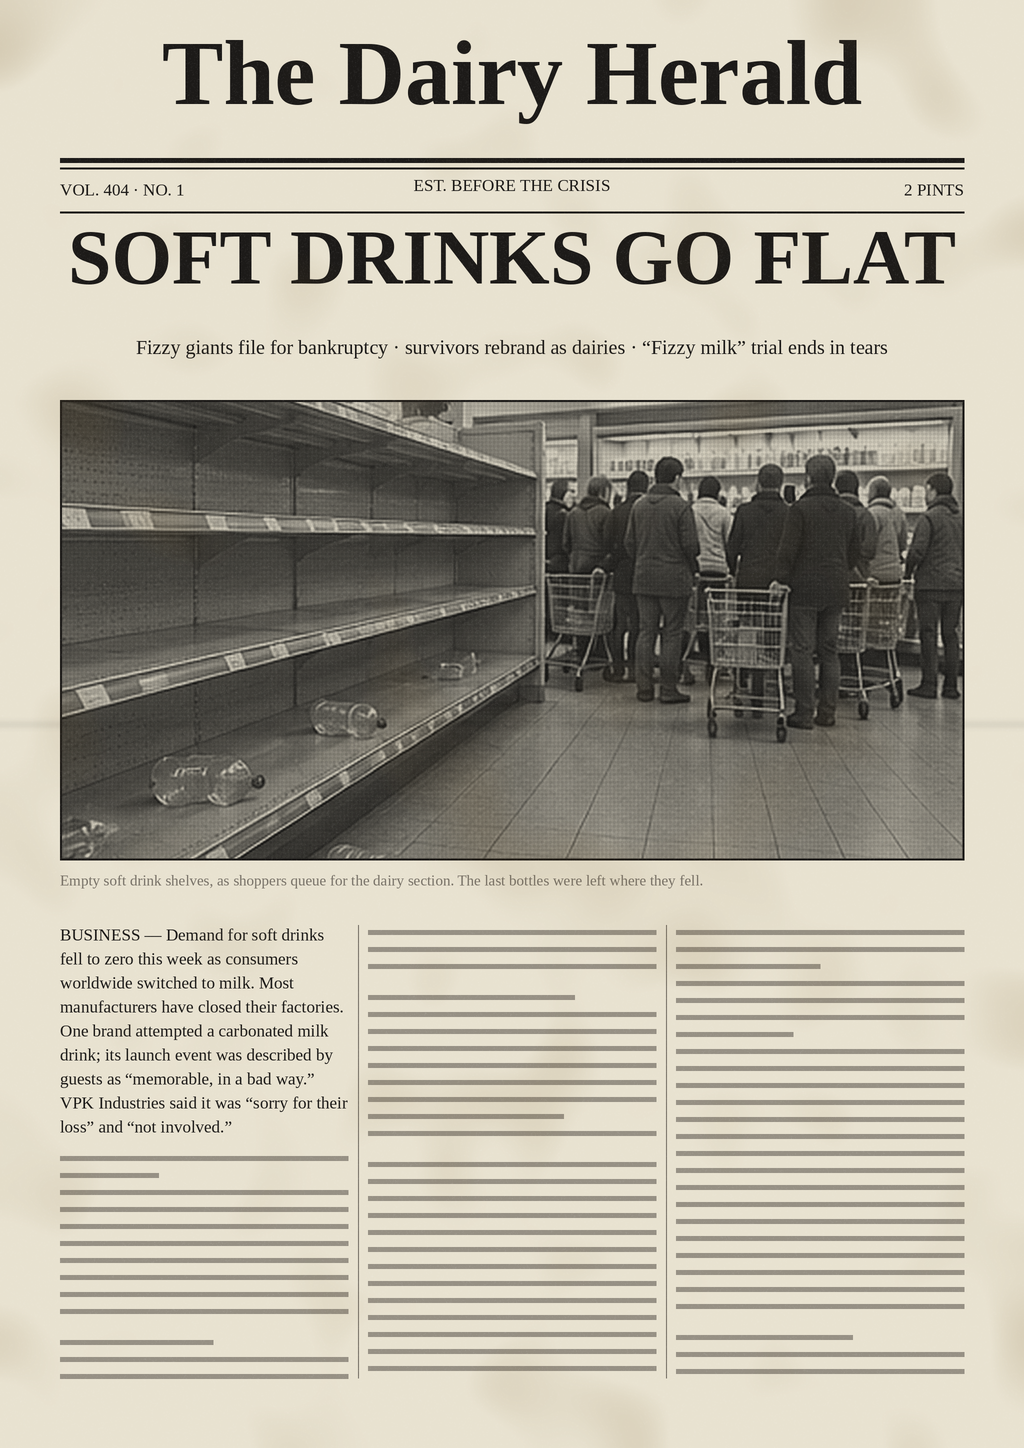 The Dairy Herald
VOL. 404 · NO. 1
EST. BEFORE THE CRISIS
2 PINTS
SOFT DRINKS GO FLAT
Fizzy giants file for bankruptcy · survivors rebrand as dairies · “Fizzy milk” trial ends in tears
Empty soft drink shelves, as shoppers queue for the dairy section. The last bottles were left where they fell.
BUSINESS — Demand for soft drinks
fell to zero this week as consumers
worldwide switched to milk. Most
manufacturers have closed their factories.
One brand attempted a carbonated milk
drink; its launch event was described by
guests as “memorable, in a bad way.”
VPK Industries said it was “sorry for their
loss” and “not involved.”